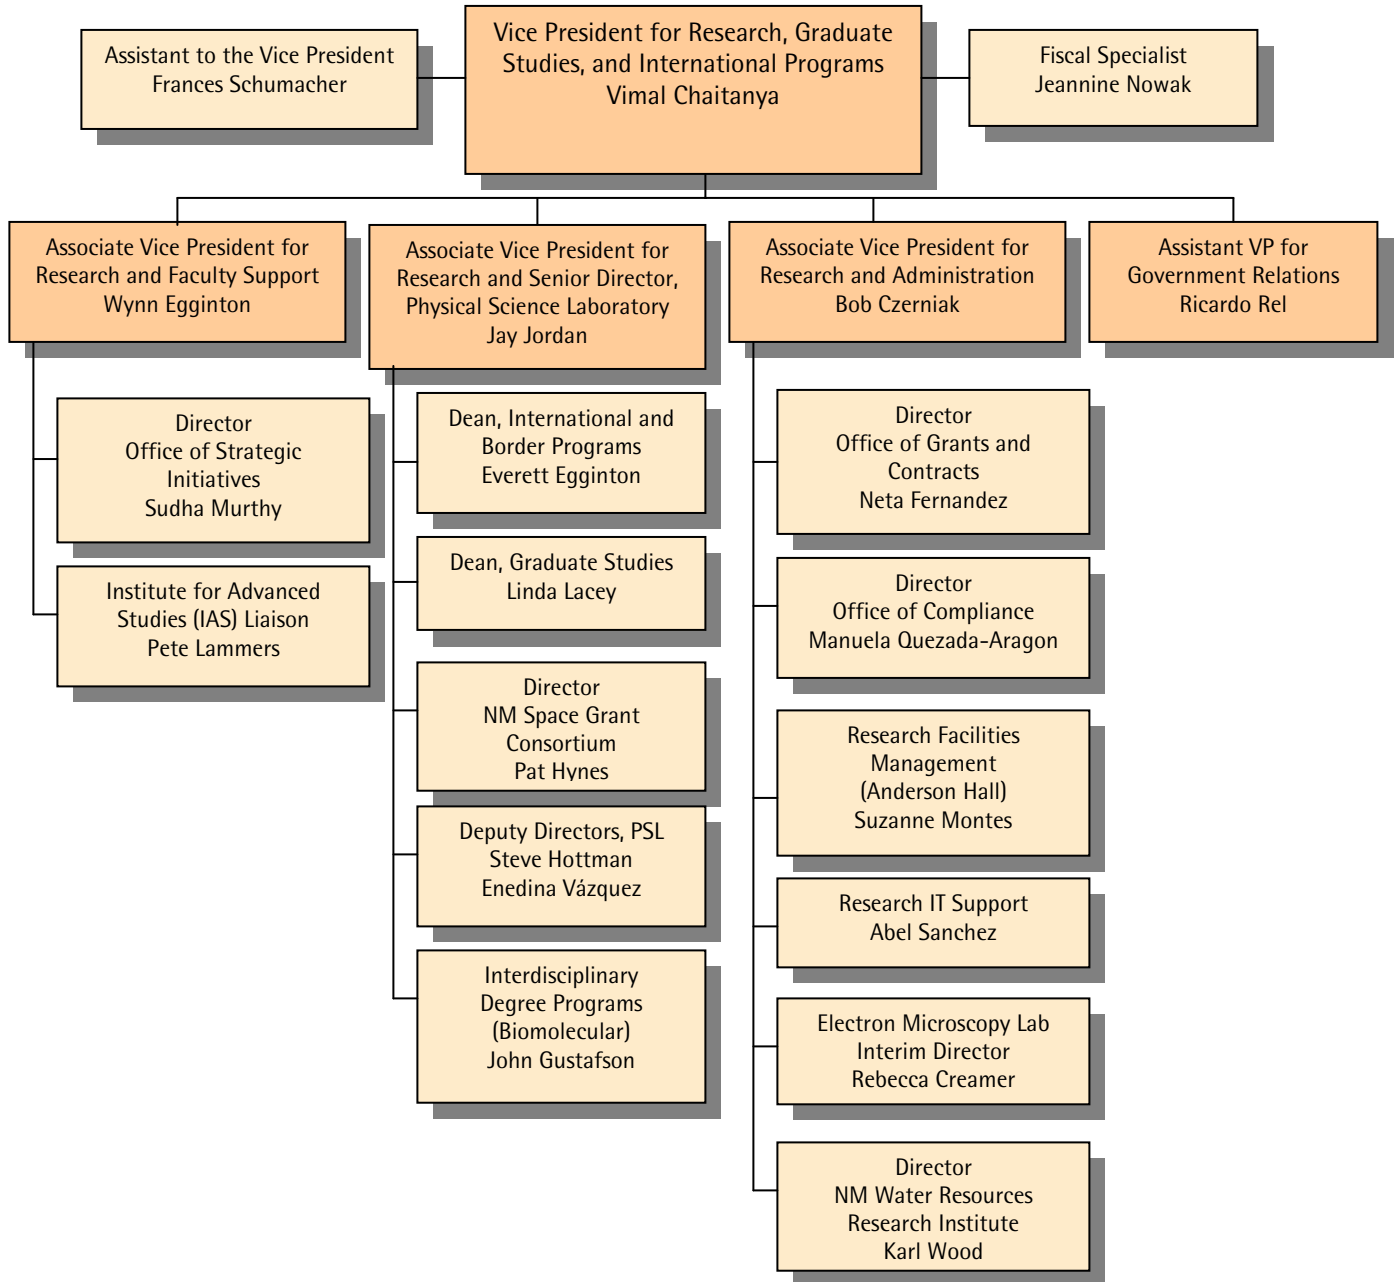 Assistant to the Vice President
Frances Schumacher
Vice President for Research, Graduate
Studies, and International Programs
Vimal Chaitanya
Fiscal Specialist
Jeannine Nowak
Associate Vice President for
Research and Faculty Support
Wynn Egginton
Director
Office of Strategic
Initiatives
Sudha Murthy
Institute for Advanced
Studies (IAS) Liaison
Pete Lammers
Associate Vice President for
Research and Senior Director,
Physical Science Laboratory
Jay Jordan
Dean, International and
Border Programs
Everett Egginton
Dean, Graduate Studies
Linda Lacey
Director
NM Space Grant
Consortium
Pat Hynes
Deputy Directors, PSL
Steve Hottman
Enedina Vázquez
Interdisciplinary
Degree Programs
(Biomolecular)
John Gustafson
Associate Vice President for
Research and Administration
Bob Czerniak
Director
Office of Grants and
Contracts
Neta Fernandez
Director
Office of Compliance
Manuela Quezada-Aragon
Research Facilities
Management
(Anderson Hall)
Suzanne Montes
Research IT Support
Abel Sanchez
Electron Microscopy Lab
Interim Director
Rebecca Creamer
Director
NM Water Resources
Research Institute
Karl Wood
Assistant VP for
Government Relations
Ricardo Rel